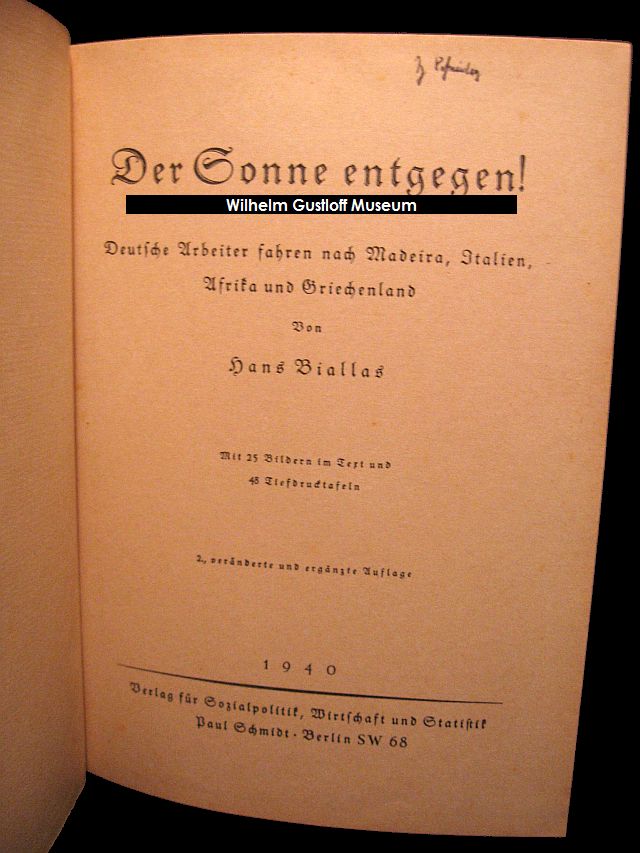 Der Sonne entgegen!
Wilhelm Gustloff Museum
Deutsche Arbeiter fahren nach Madeira, Italien,
Afrika und Griechenland
Von
Hans Biallas
Mit 25 Bildern im Text und
48 Tiefdrucktafeln
2., veränderte und ergänzte Auflage
1940
Verlag für Sozialpolitik, Wirtschaft und Statistik
Paul Schmidt · Berlin SW 68